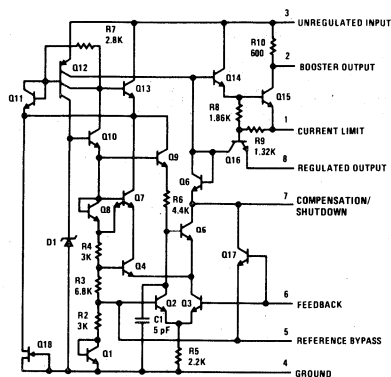 3
R7
2.8K
UNREGULATED INPUT
R10
600
2
Q12
BOOSTER OUTPUT
Q14
Q11
Q13
Q15
R8
1.86K
1
CURRENT LIMIT
Q10
R9
1.32K
Q16
8
REGULATED OUTPUT
Q9
Q6
7
COMPENSATION/
SHUTDOWN
Q8
Q7
R6
4.4K
Q5
D1
R4
3K
Q17
Q4
R3
6.8K
6
FEEDBACK
Q2
Q3
R2
3K
5
REFERENCE BYPASS
C1
5 pF
Q18
Q1
R5
2.2K
4
GROUND